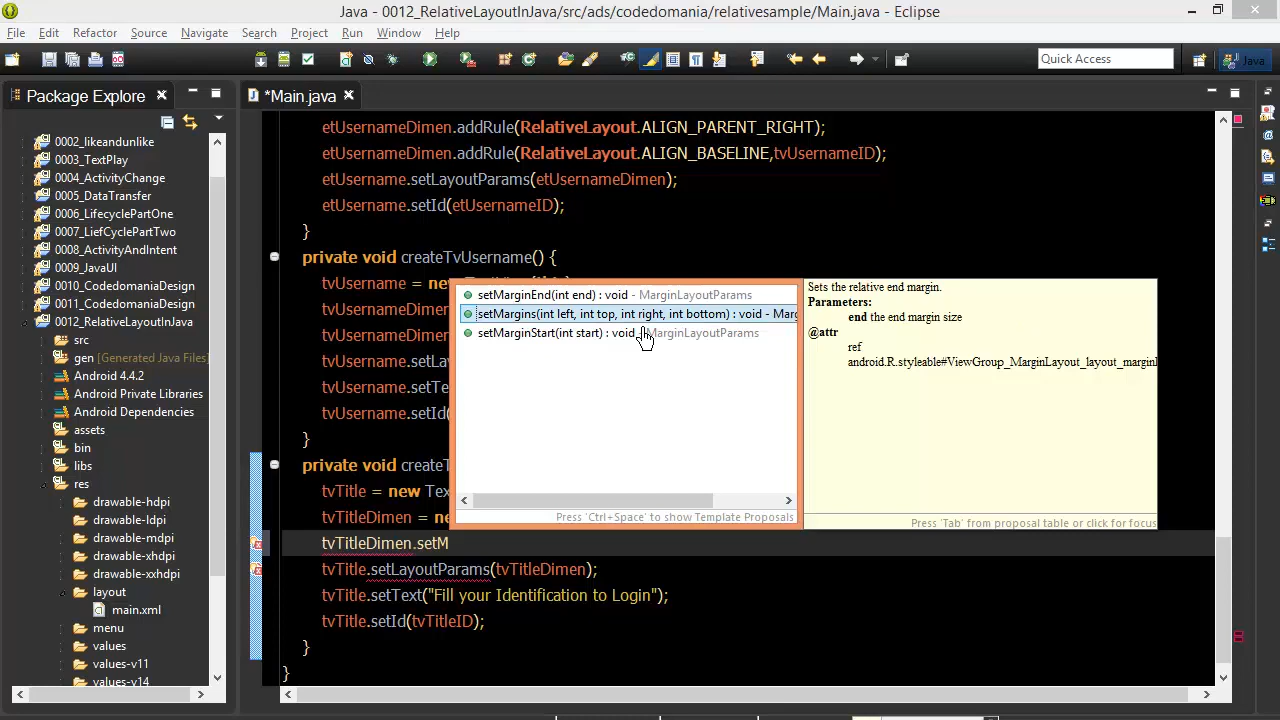 Java - 0012_RelativeLayoutInJava/src/ads/codedomania/relativesample/Main.java - Eclipse
File Edit Refactor Source Navigate Search Project Run Window Help
Quick Access
Java
Package Explorer
*Main.java
0002_likeandunlike
0003_TextPlay
0004_ActivityChange
0005_DataTransfer
0006_LifecyclePartOne
0007_LiefCyclePartTwo
0008_ActivityAndIntent
0009_JavaUI
0010_CodedomaniaDesign
0011_CodedomaniaDesign
0012_RelativeLayoutInJava
src
gen [Generated Java Files]
Android 4.4.2
Android Private Libraries
Android Dependencies
assets
bin
libs
res
drawable-hdpi
drawable-ldpi
drawable-mdpi
drawable-xhdpi
drawable-xxhdpi
layout
main.xml
menu
values
values-v11
values-v14
etUsernameDimen.addRule(RelativeLayout.ALIGN_PARENT_RIGHT);
etUsernameDimen.addRule(RelativeLayout.ALIGN_BASELINE,tvUsernameID);
etUsername.setLayoutParams(etUsernameDimen);
etUsername.setId(etUsernameID);
}
private void createTvUsername() {
tvUsername = new
tvUsernameDimen
tvUsernameDimen
tvUsername.setLa
tvUsername.setTe
tvUsername.setId(
}
private void createT
tvTitle = new Tex
tvTitleDimen = ne
tvTitleDimen.setM
tvTitle.setLayoutParams(tvTitleDimen);
tvTitle.setText("Fill your Identification to Login");
tvTitle.setId(tvTitleID);
}
}
setMarginEnd(int end) : void - MarginLayoutParams
setMargins(int left, int top, int right, int bottom) : void - Marg
setMarginStart(int start) : void - MarginLayoutParams
Press 'Ctrl+Space' to show Template Proposals
Sets the relative end margin.
Parameters:
end the end margin size
@attr
ref
android.R.styleable#ViewGroup_MarginLayout_layout_marginE
Press 'Tab' from proposal table or click for focus